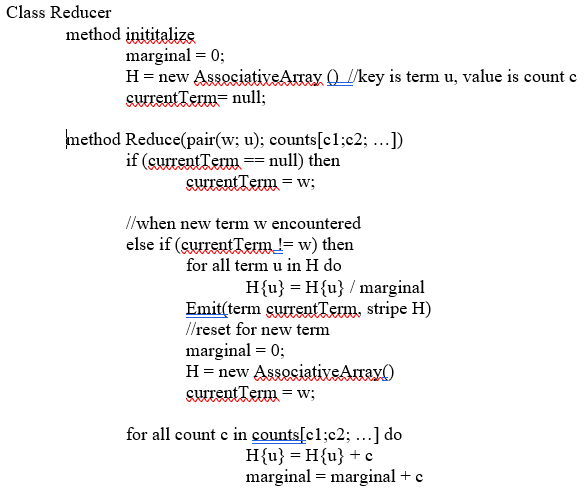 Class Reducer
method inititalize
marginal = 0;
H = new AssociativeArray () //key is term u, value is count c
currentTerm= null;
method Reduce(pair(w; u); counts[c1;c2; …])
if (currentTerm == null) then
currentTerm = w;
//when new term w encountered
else if (currentTerm != w) then
for all term u in H do
H{u} = H{u} / marginal
Emit(term currentTerm, stripe H)
//reset for new term
marginal = 0;
H = new AssociativeArray()
currentTerm = w;
for all count c in counts[c1;c2; …] do
H{u} = H{u} + c
marginal = marginal + c